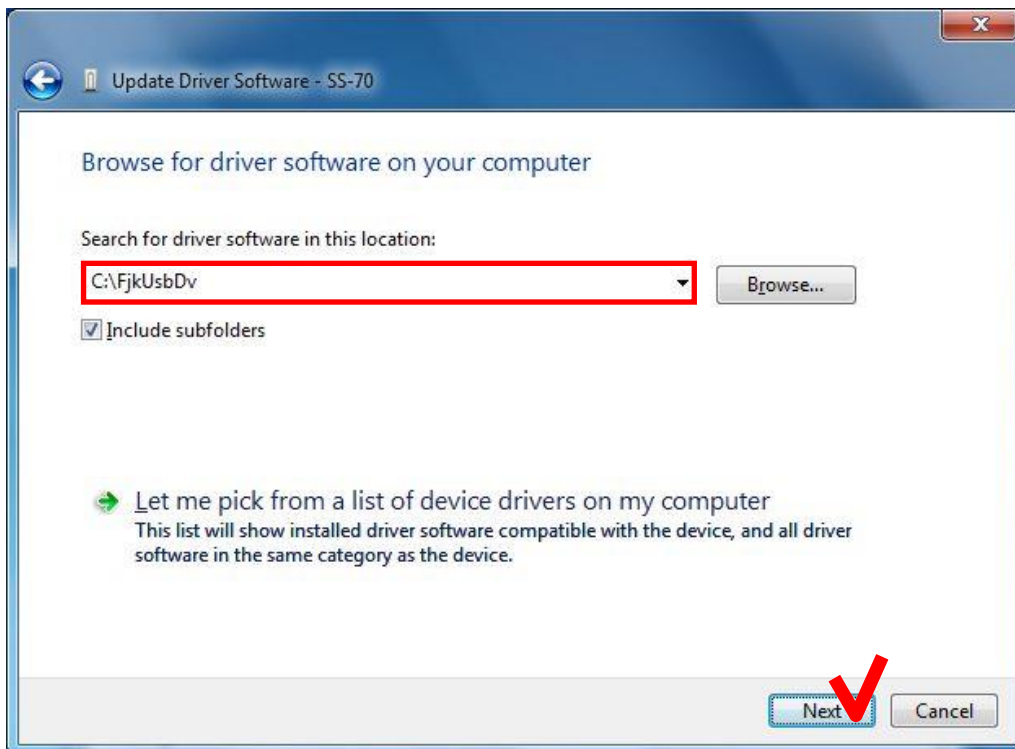 Update Driver Software - SS-70
Browse for driver software on your computer
Search for driver software in this location:
C:\FjkUsbDv
Browse...
Include subfolders
Let me pick from a list of device drivers on my computer
This list will show installed driver software compatible with the device, and all driver
software in the same category as the device.
Next
Cancel